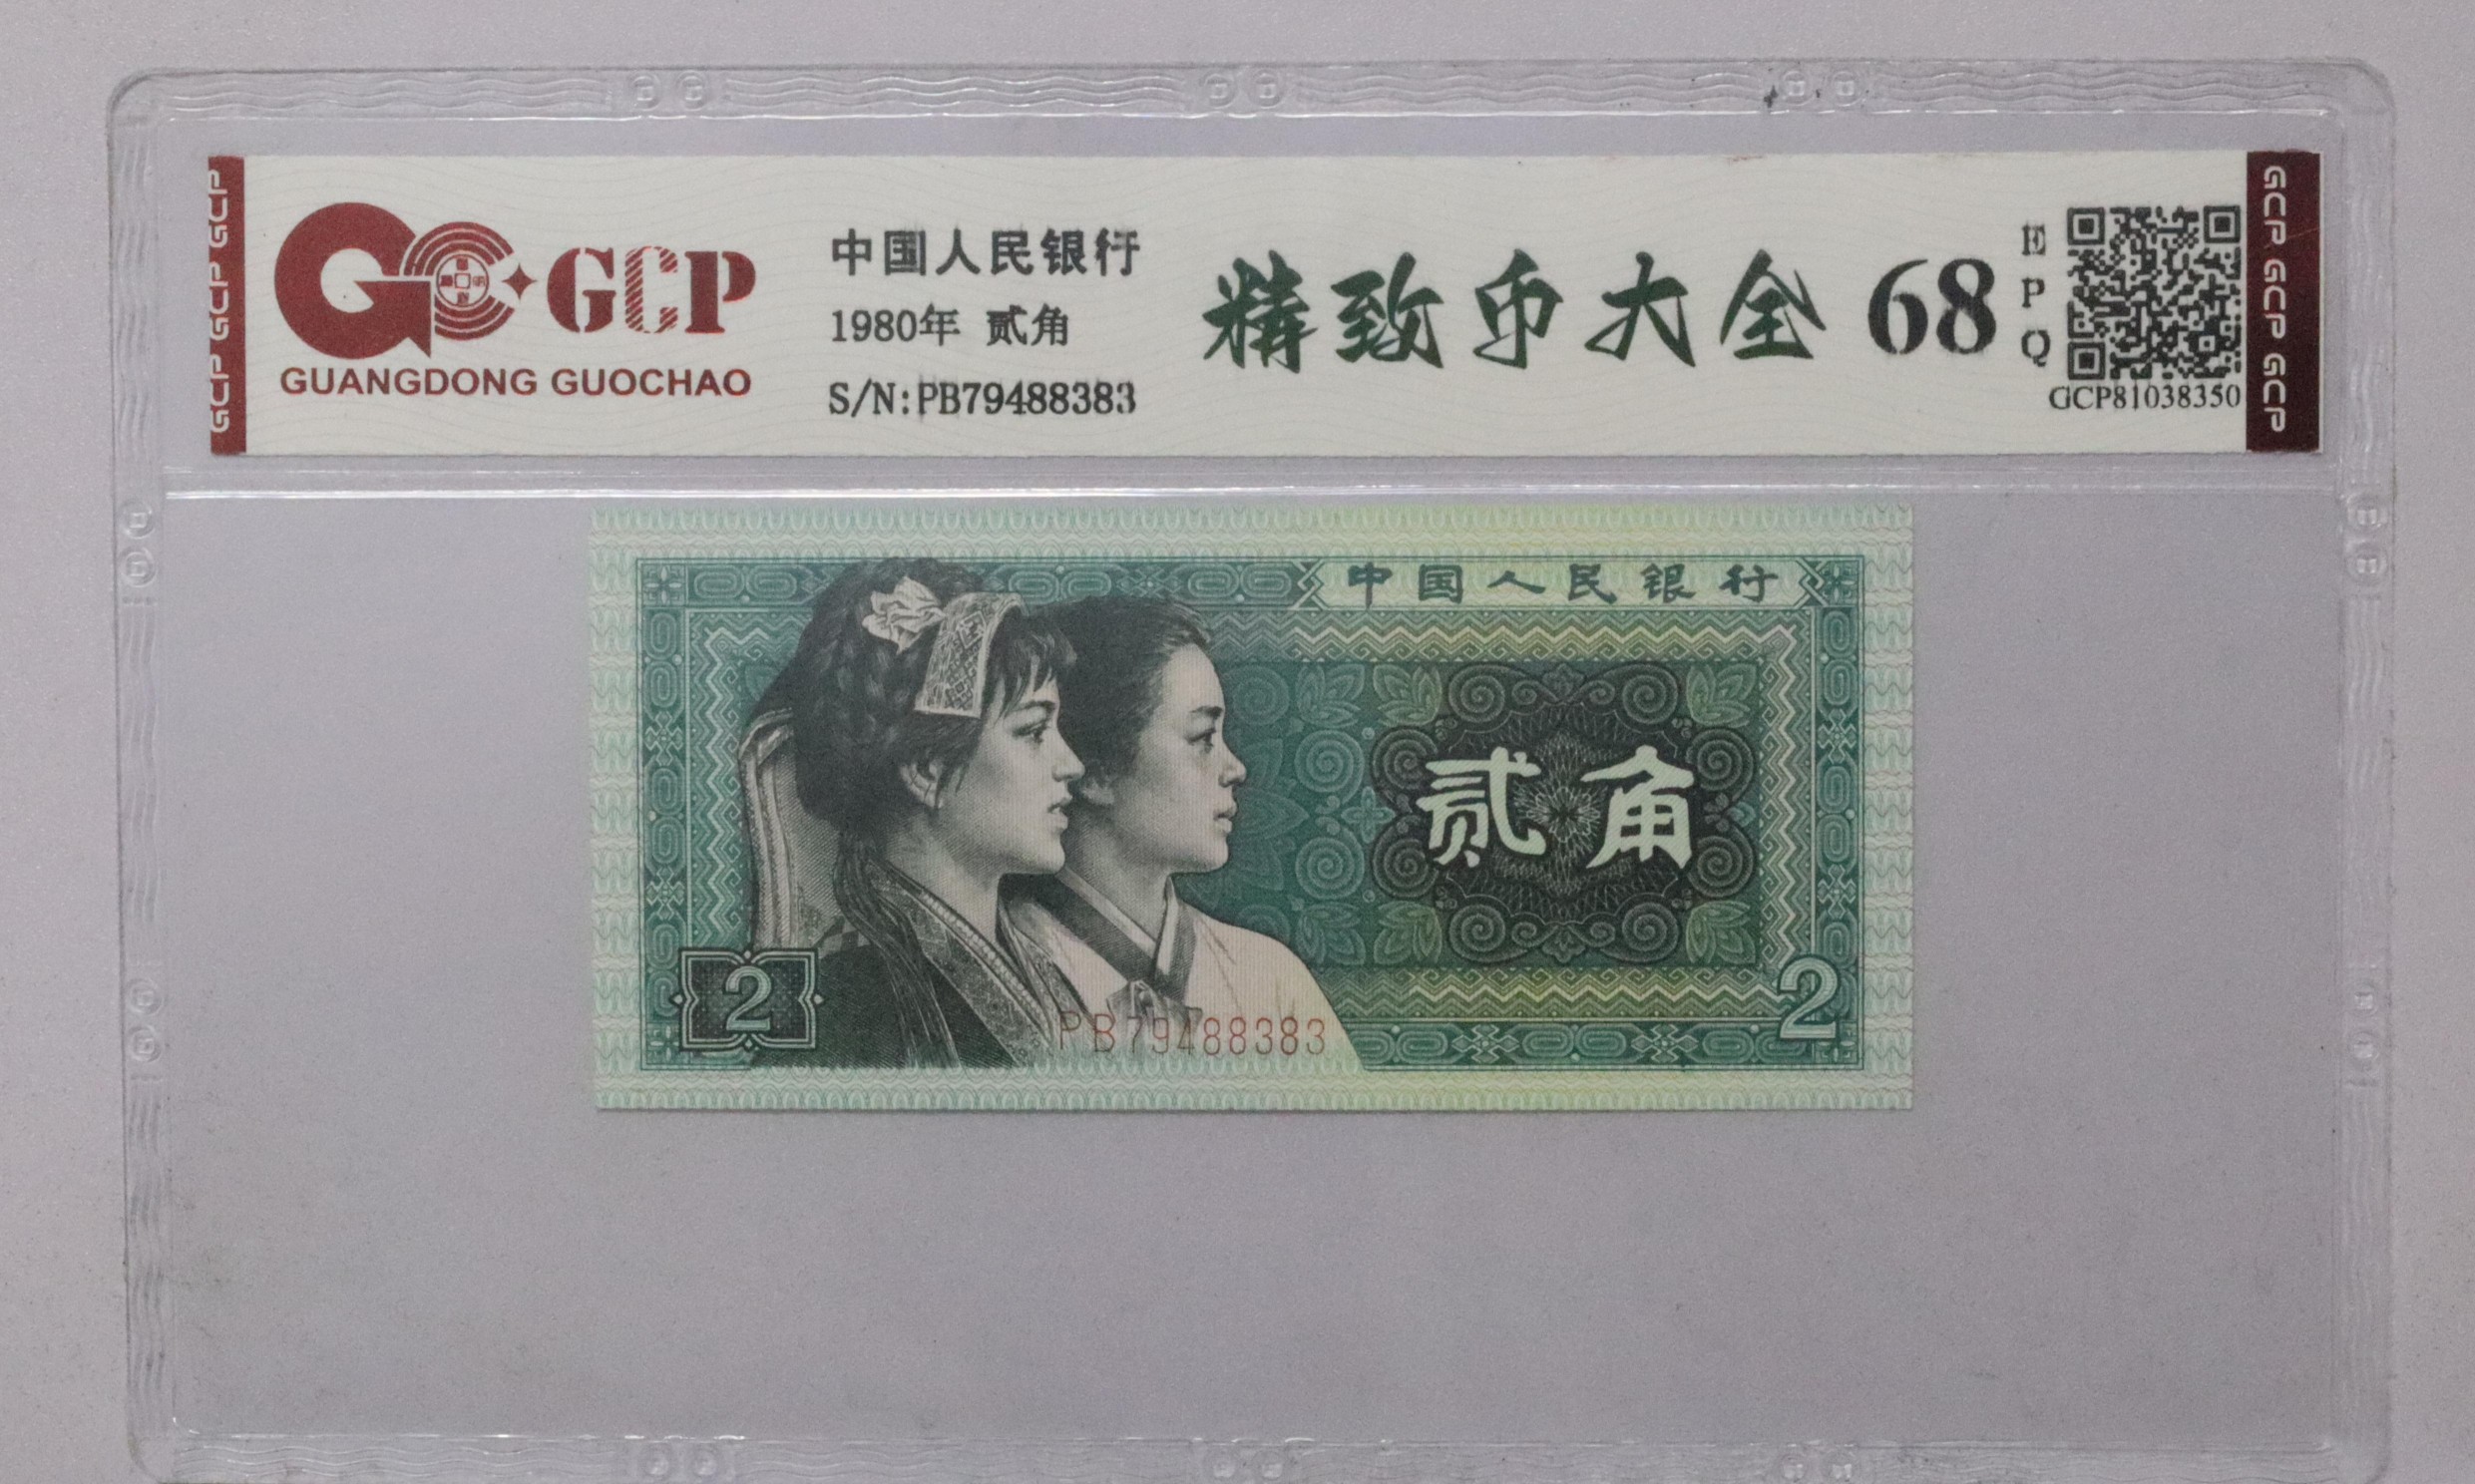 GCP GCP GCP
GCP
GUANGDONG GUOCHAO
中国人民银行
1980年 贰角
S/N:PB79488383
精致币大全
68
EPQ
GCP81038350
GCP GCP GCP
中国人民银行
贰角
2
PB79488383
2